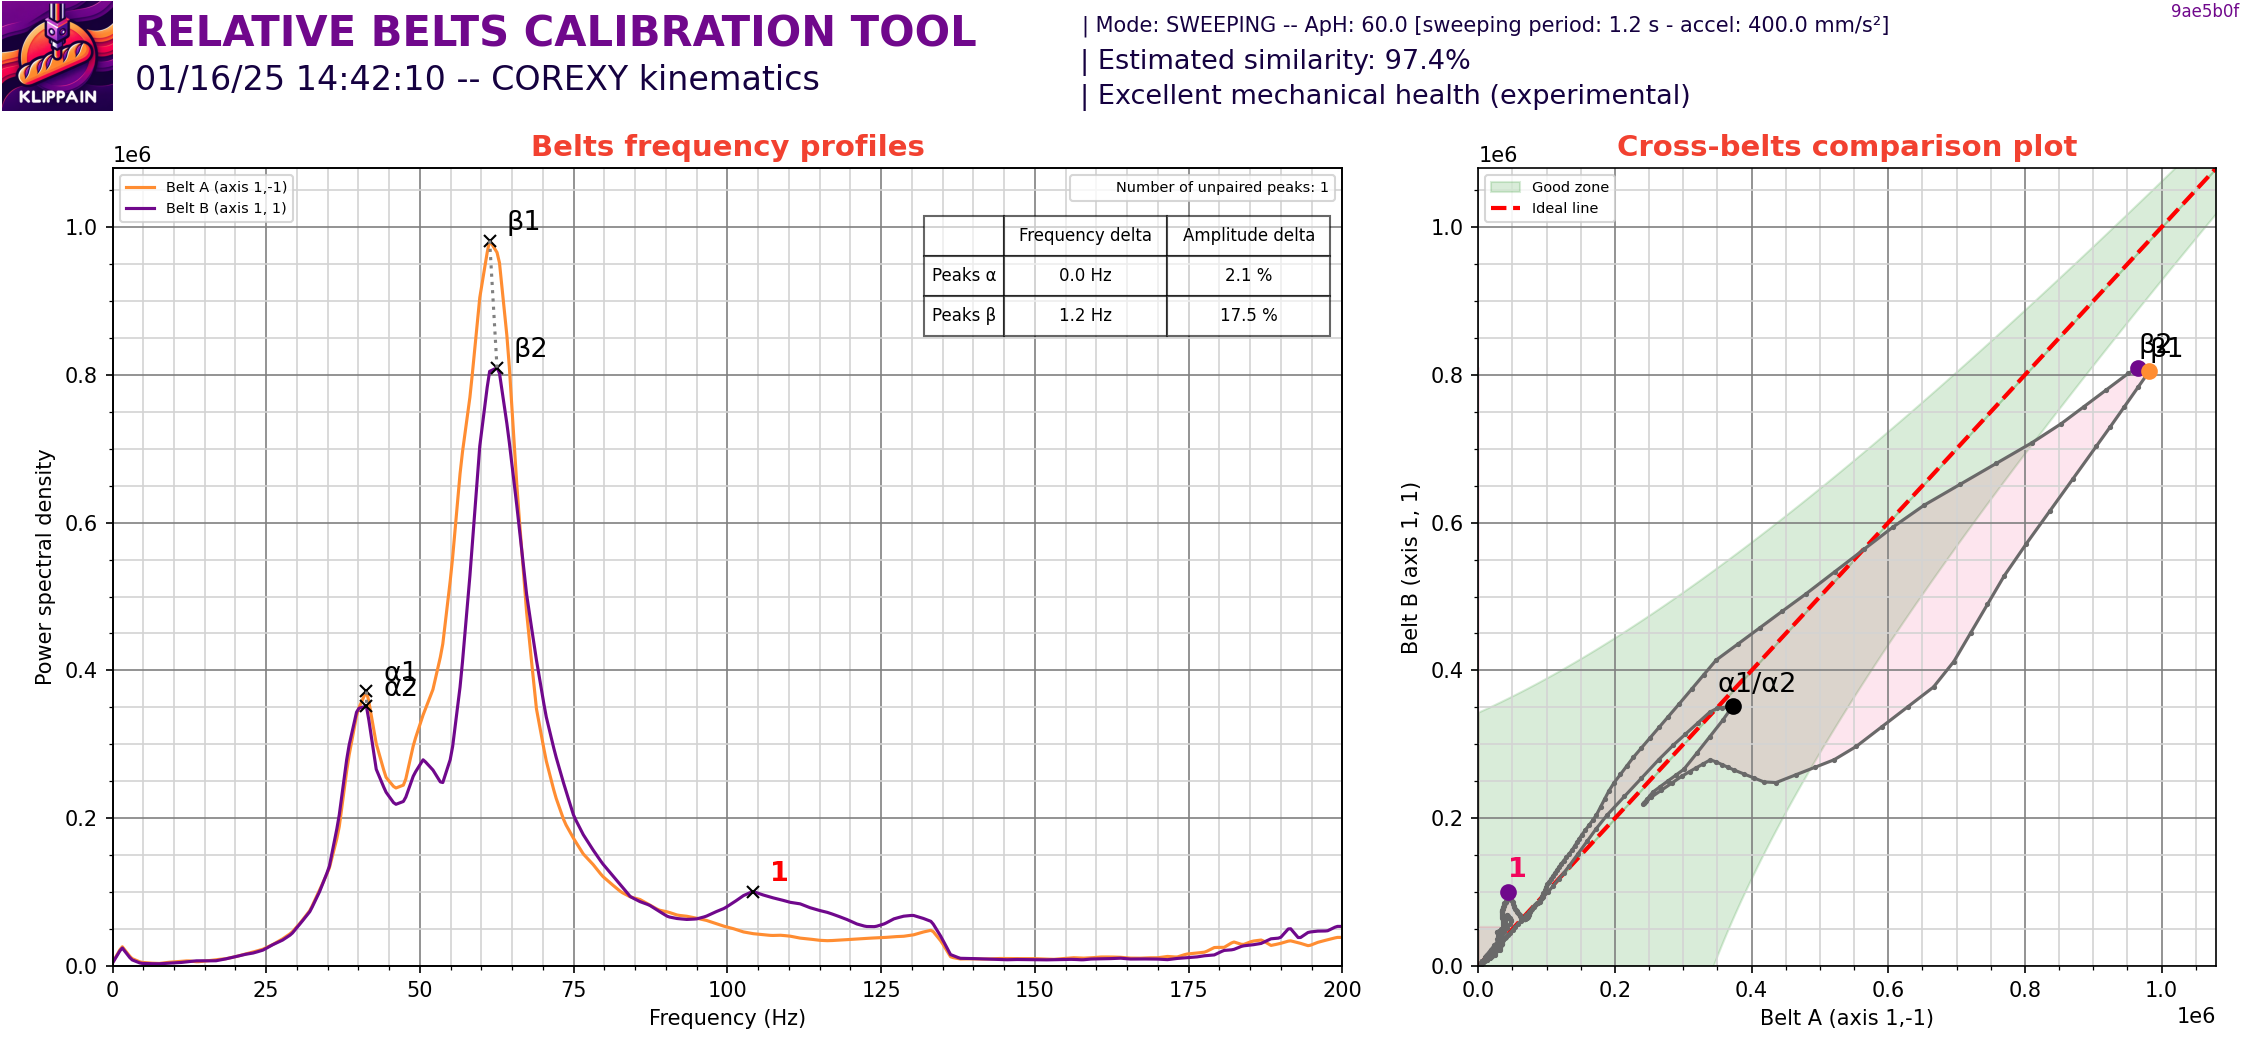 KLIPPAIN
RELATIVE BELTS CALIBRATION TOOL
01/16/25 14:42:10 -- COREXY kinematics
| Mode: SWEEPING -- ApH: 60.0 [sweeping period: 1.2 s - accel: 400.0 mm/s²]
| Estimated similarity: 97.4%
| Excellent mechanical health (experimental)
9ae5b0f
Belts frequency profiles
1e6
Belt A (axis 1,-1)
Belt B (axis 1, 1)
Number of unpaired peaks: 1
Frequency delta Amplitude delta
Peaks α 0.0 Hz 2.1 %
Peaks β 1.2 Hz 17.5 %
β1
β2
α1
α2
1
Power spectral density
1.0
0.8
0.6
0.4
0.2
0.0
0 25 50 75 100 125 150 175 200
Frequency (Hz)
Cross-belts comparison plot
1e6
Good zone
Ideal line
β2
β1
α1/α2
1
Belt B (axis 1, 1)
1.0
0.8
0.6
0.4
0.2
0.0
0.0 0.2 0.4 0.6 0.8 1.0
1e6
Belt A (axis 1,-1)